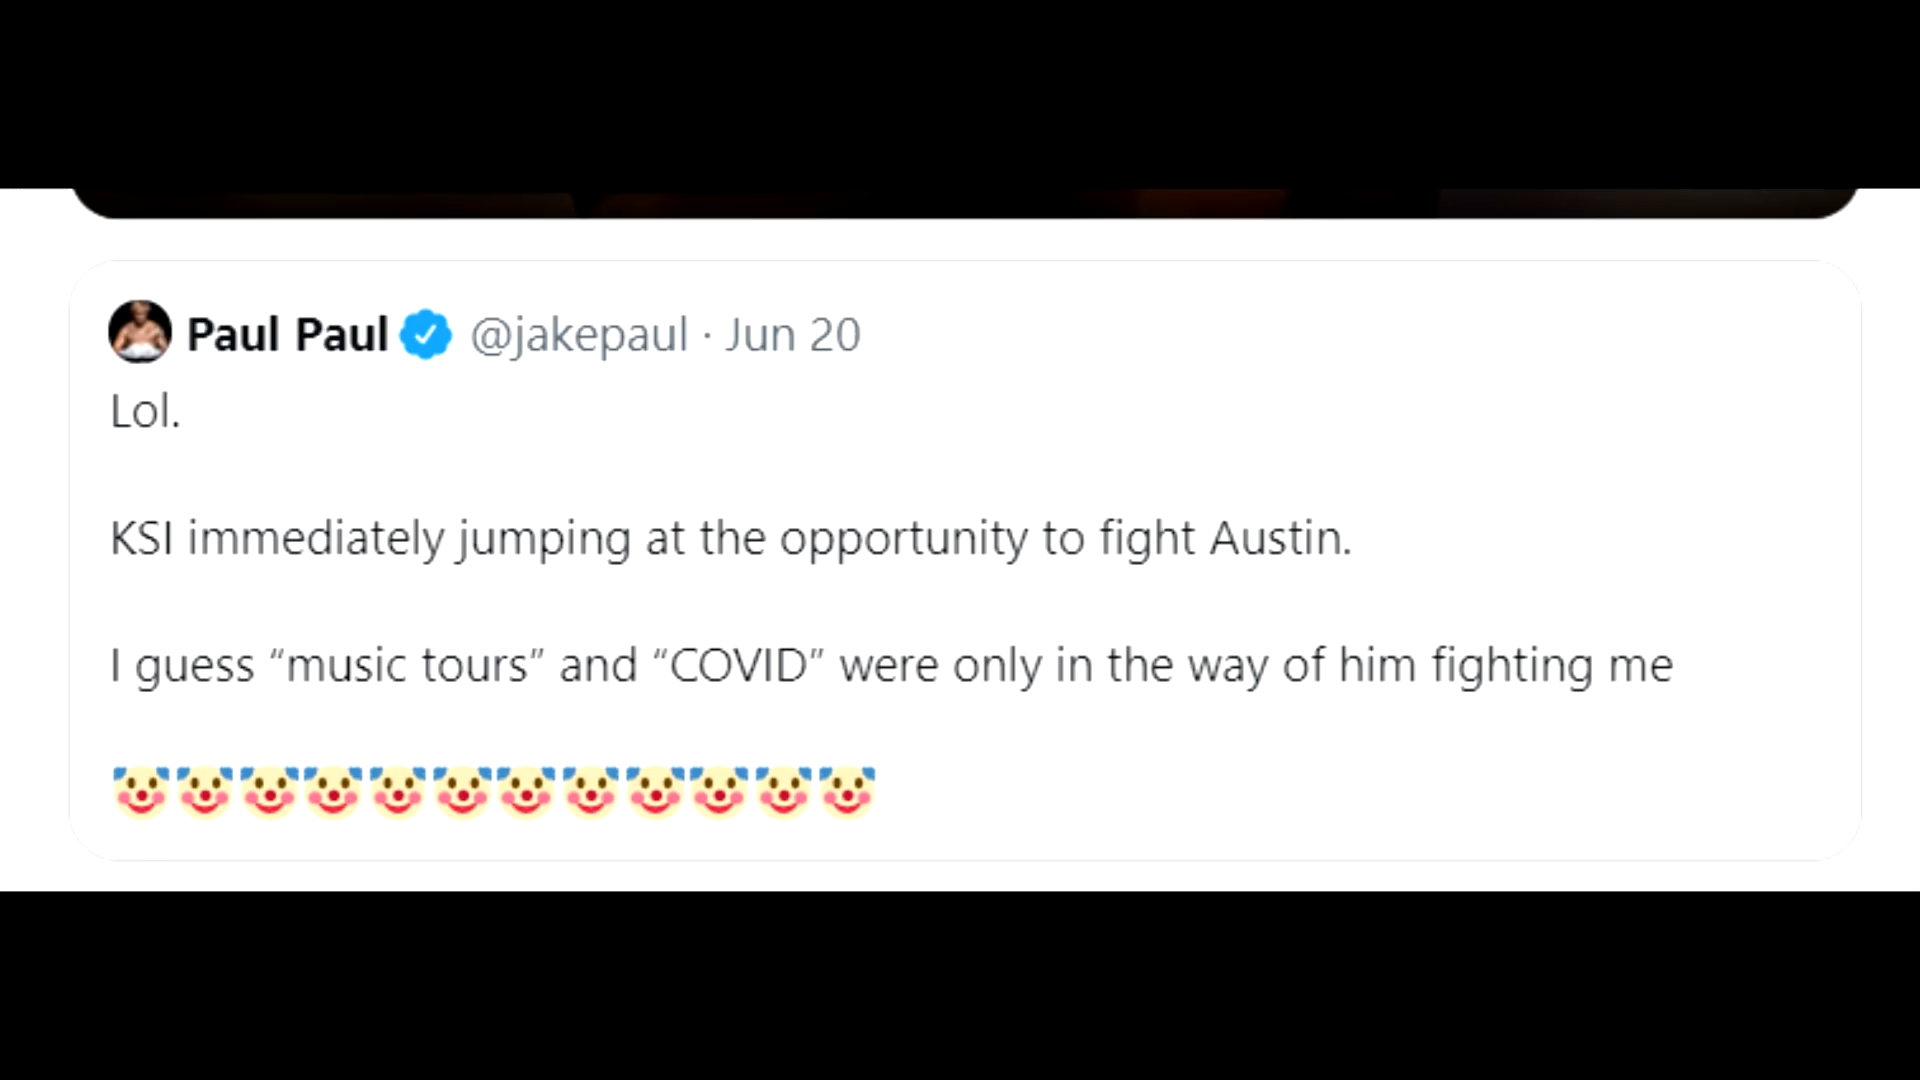 Paul Paul @jakepaul · Jun 20
Lol.
KSI immediately jumping at the opportunity to fight Austin.
I guess “music tours” and “COVID” were only in the way of him fighting me
🤡🤡🤡🤡🤡🤡🤡🤡🤡🤡🤡🤡